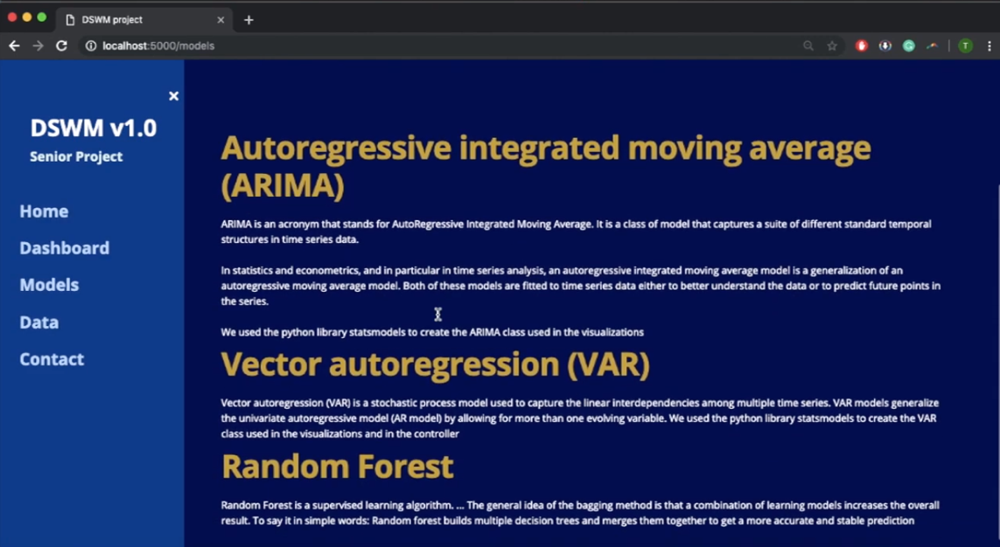 DSWM project
localhost:5000/models
T
DSWM v1.0
Senior Project
Home
Dashboard
Models
Data
Contact
Autoregressive integrated moving average
(ARIMA)
ARIMA is an acronym that stands for AutoRegressive Integrated Moving Average. It is a class of model that captures a suite of different standard temporal
structures in time series data.
In statistics and econometrics, and in particular in time series analysis, an autoregressive integrated moving average model is a generalization of an
autoregressive moving average model. Both of these models are fitted to time series data either to better understand the data or to predict future points in
the series.
We used the python library statsmodels to create the ARIMA class used in the visualizations
Vector autoregression (VAR)
Vector autoregression (VAR) is a stochastic process model used to capture the linear interdependencies among multiple time series. VAR models generalize
the univariate autoregressive model (AR model) by allowing for more than one evolving variable. We used the python library statsmodels to create the VAR
class used in the visualizations and in the controller
Random Forest
Random Forest is a supervised learning algorithm. ... The general idea of the bagging method is that a combination of learning models increases the overall
result. To say it in simple words: Random forest builds multiple decision trees and merges them together to get a more accurate and stable prediction